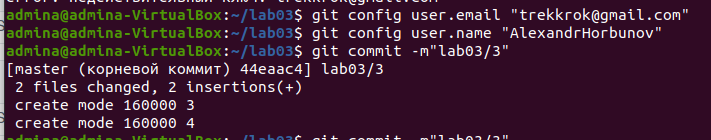 admina@admina-VirtualBox:~/lab03$ git config user.email "trekkrok@gmail.com"
admina@admina-VirtualBox:~/lab03$ git config user.name "AlexandrHorbunov"
admina@admina-VirtualBox:~/lab03$ git commit -m"lab03/3"
[master (корневой коммит) 44eaac4] lab03/3
 2 files changed, 2 insertions(+)
 create mode 160000 3
 create mode 160000 4
admina@admina-VirtualBox:~/lab03$ git commit -m"lab03/3"